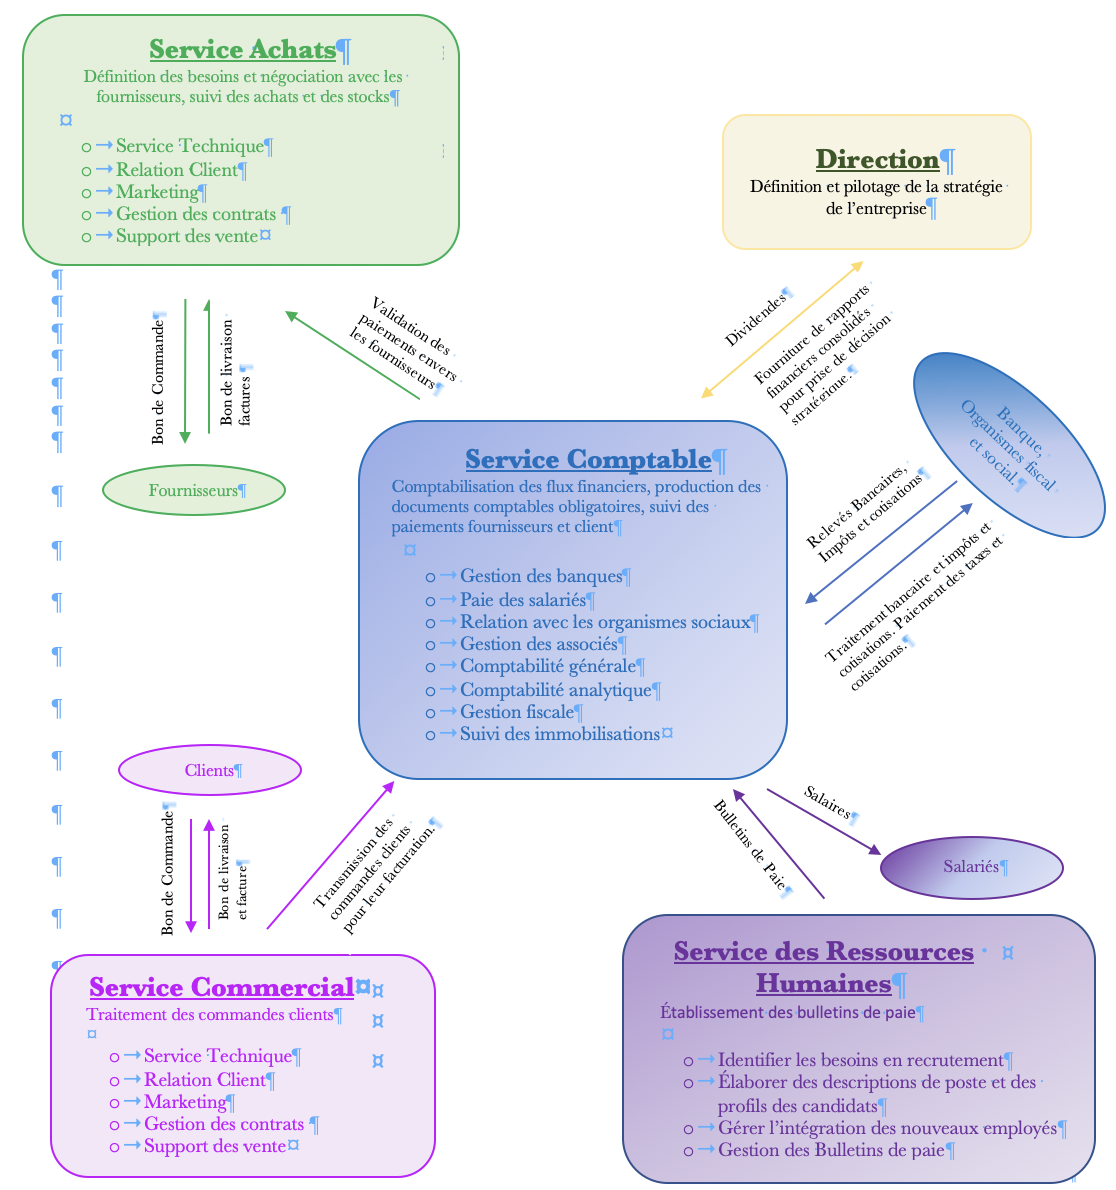 Service Achats
Définition des besoins et négociation avec les
fournisseurs, suivi des achats et des stocks
Service Technique
Relation Client
Marketing
Gestion des contrats
Support des vente
Direction
Définition et pilotage de la stratégie
de l'entreprise
Bon de Commande
Bon de livraison
factures
Validation des
paiements envers
les fournisseurs
Dividendes
Fourniture de rapports
financiers consolidés
pour prise de décision
stratégique.
Fournisseurs
Banque,
Organismes fiscal
et social.
Service Comptable
Comptabilisation des flux financiers, production des
documents comptables obligatoires, suivi des
paiements fournisseurs et client
Gestion des banques
Paie des salariés
Relation avec les organismes sociaux
Gestion des associés
Comptabilité générale
Comptabilité analytique
Gestion fiscale
Suivi des immobilisations
Relevés Bancaires,
Impôts et cotisations
Traitement bancaire et impôts et
cotisations. Paiement des taxes et
cotisations.
Clients
Bon de Commande
Bon de livraison
et facture
Transmission des
commandes clients
pour leur facturation.
Bulletins de Paie
Salaires
Salariés
Service Commercial
Traitement des commandes clients
Service Technique
Relation Client
Marketing
Gestion des contrats
Support des vente
Service des Ressources
Humaines
Établissement des bulletins de paie
Identifier les besoins en recrutement
Élaborer des descriptions de poste et des
profils des candidats
Gérer l'intégration des nouveaux employés
Gestion des Bulletins de paie